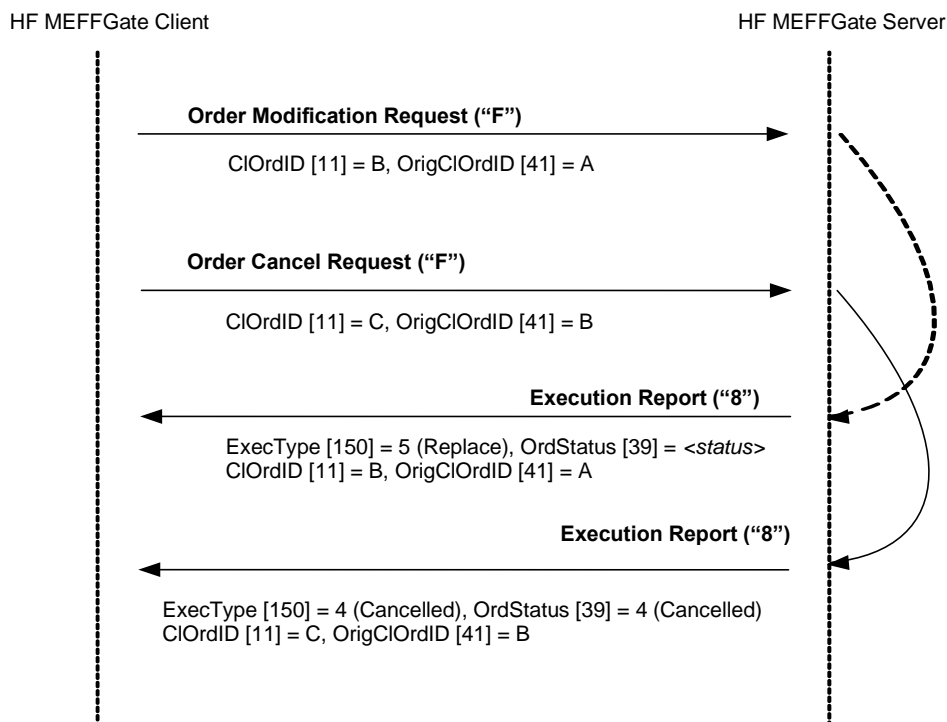 HF MEFFGate Client
HF MEFFGate Server
Order Modification Request (“F”)
ClOrdID [11] = B, OrigClOrdID [41] = A
Order Cancel Request (“F”)
ClOrdID [11] = C, OrigClOrdID [41] = B
Execution Report (“8”)
ExecType [150] = 5 (Replace), OrdStatus [39] = <status>
ClOrdID [11] = B, OrigClOrdID [41] = A
Execution Report (“8”)
ExecType [150] = 4 (Cancelled), OrdStatus [39] = 4 (Cancelled)
ClOrdID [11] = C, OrigClOrdID [41] = B